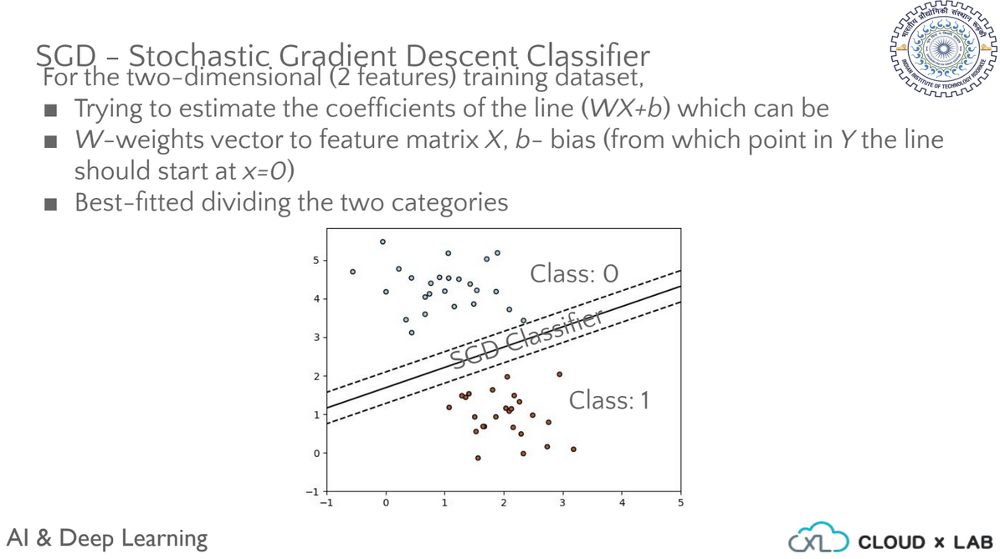 SGD – Stochastic Gradient Descent Classifier
For the two-dimensional (2 features) training dataset,
■ Trying to estimate the coefficients of the line (WX+b) which can be
■ W-weights vector to feature matrix X, b- bias (from which point in Y the line
should start at x=0)
■ Best-fitted dividing the two categories
भारतीय प्रौद्योगिकी संस्थान रूड़की
INDIAN INSTITUTE OF TECHNOLOGY ROORKEE
5
4
3
2
1
0
−1
Class: 0
SGD Classifier
Class: 1
−1 0 1 2 3 4 5
AI & Deep Learning
CLOUD x LAB